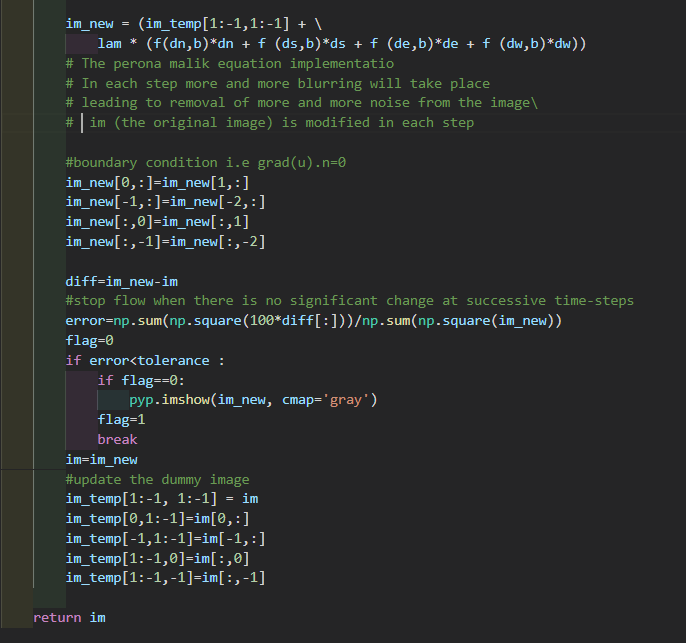 im_new = (im_temp[1:-1,1:-1] + \
lam * (f(dn,b)*dn + f (ds,b)*ds + f (de,b)*de + f (dw,b)*dw))
# The perona malik equation implementatio
# In each step more and more blurring will take place
# leading to removal of more and more noise from the image\
# im (the original image) is modified in each step
#boundary condition i.e grad(u).n=0
im_new[0,:]=im_new[1,:]
im_new[-1,:]=im_new[-2,:]
im_new[:,0]=im_new[:,1]
im_new[:,-1]=im_new[:,-2]
diff=im_new-im
#stop flow when there is no significant change at successive time-steps
error=np.sum(np.square(100*diff[:]))/np.sum(np.square(im_new))
flag=0
if error<tolerance :
if flag==0:
pyp.imshow(im_new, cmap='gray')
flag=1
break
im=im_new
#update the dummy image
im_temp[1:-1, 1:-1] = im
im_temp[0,1:-1]=im[0,:]
im_temp[-1,1:-1]=im[-1,:]
im_temp[1:-1,0]=im[:,0]
im_temp[1:-1,-1]=im[:,-1]
return im